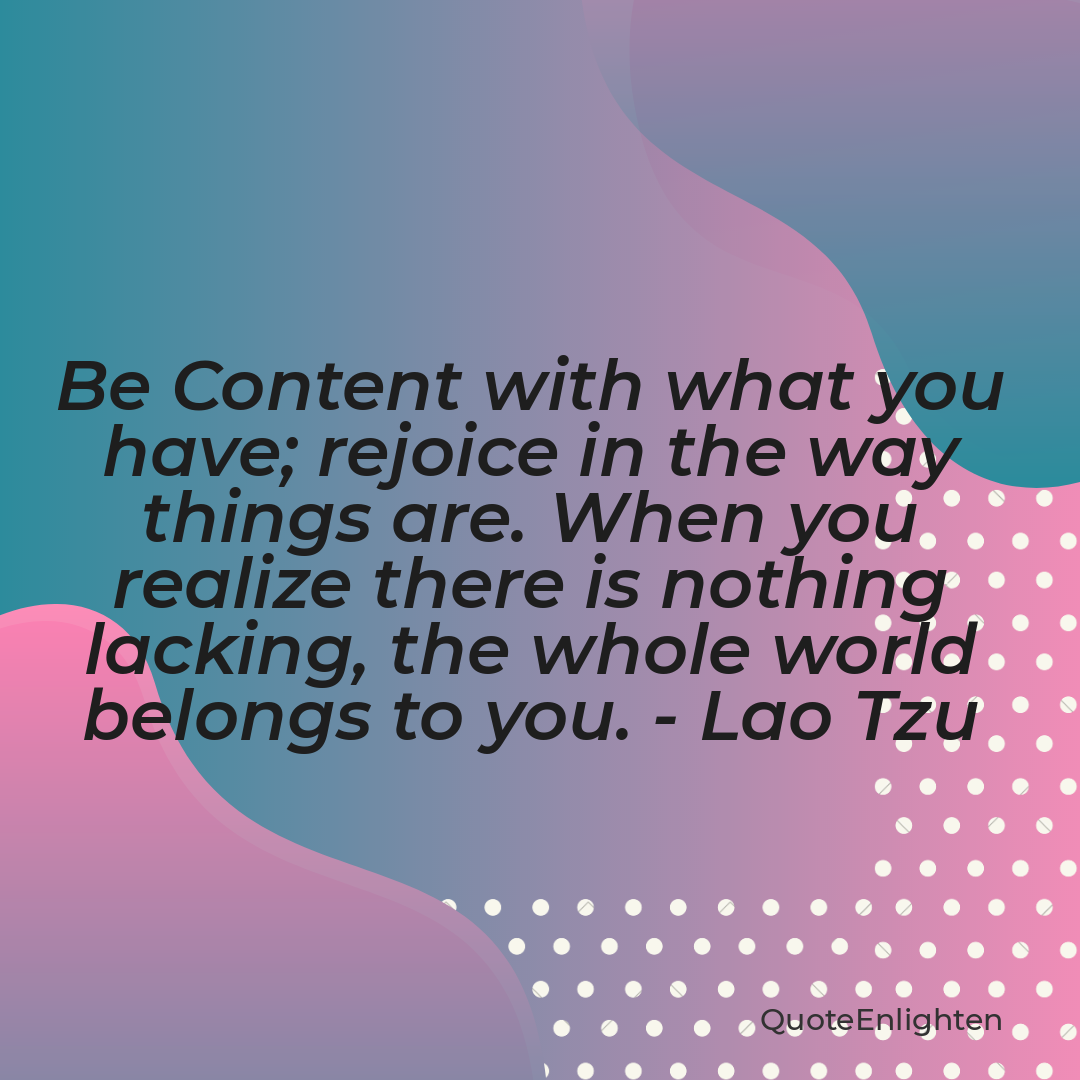 Be Content with what you
have; rejoice in the way
things are. When you
realize there is nothing
lacking, the whole world
belongs to you. - Lao Tzu
QuoteEnlighten